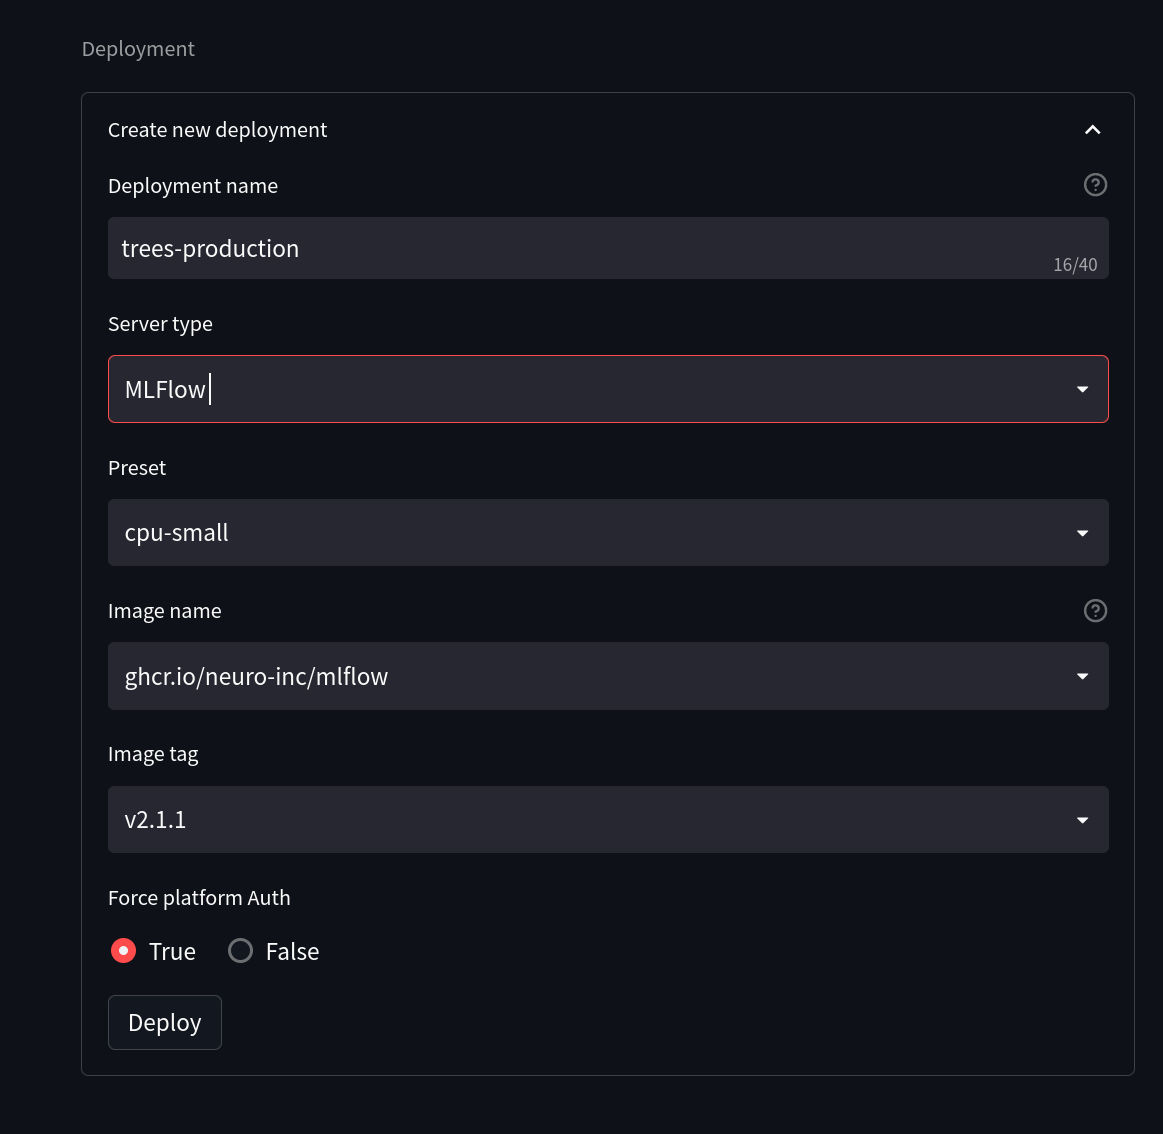 Deployment
Create new deployment
Deployment name
trees-production
16/40
Server type
MLFlow
Preset
cpu-small
Image name
ghcr.io/neuro-inc/mlflow
Image tag
v2.1.1
Force platform Auth
True False
Deploy